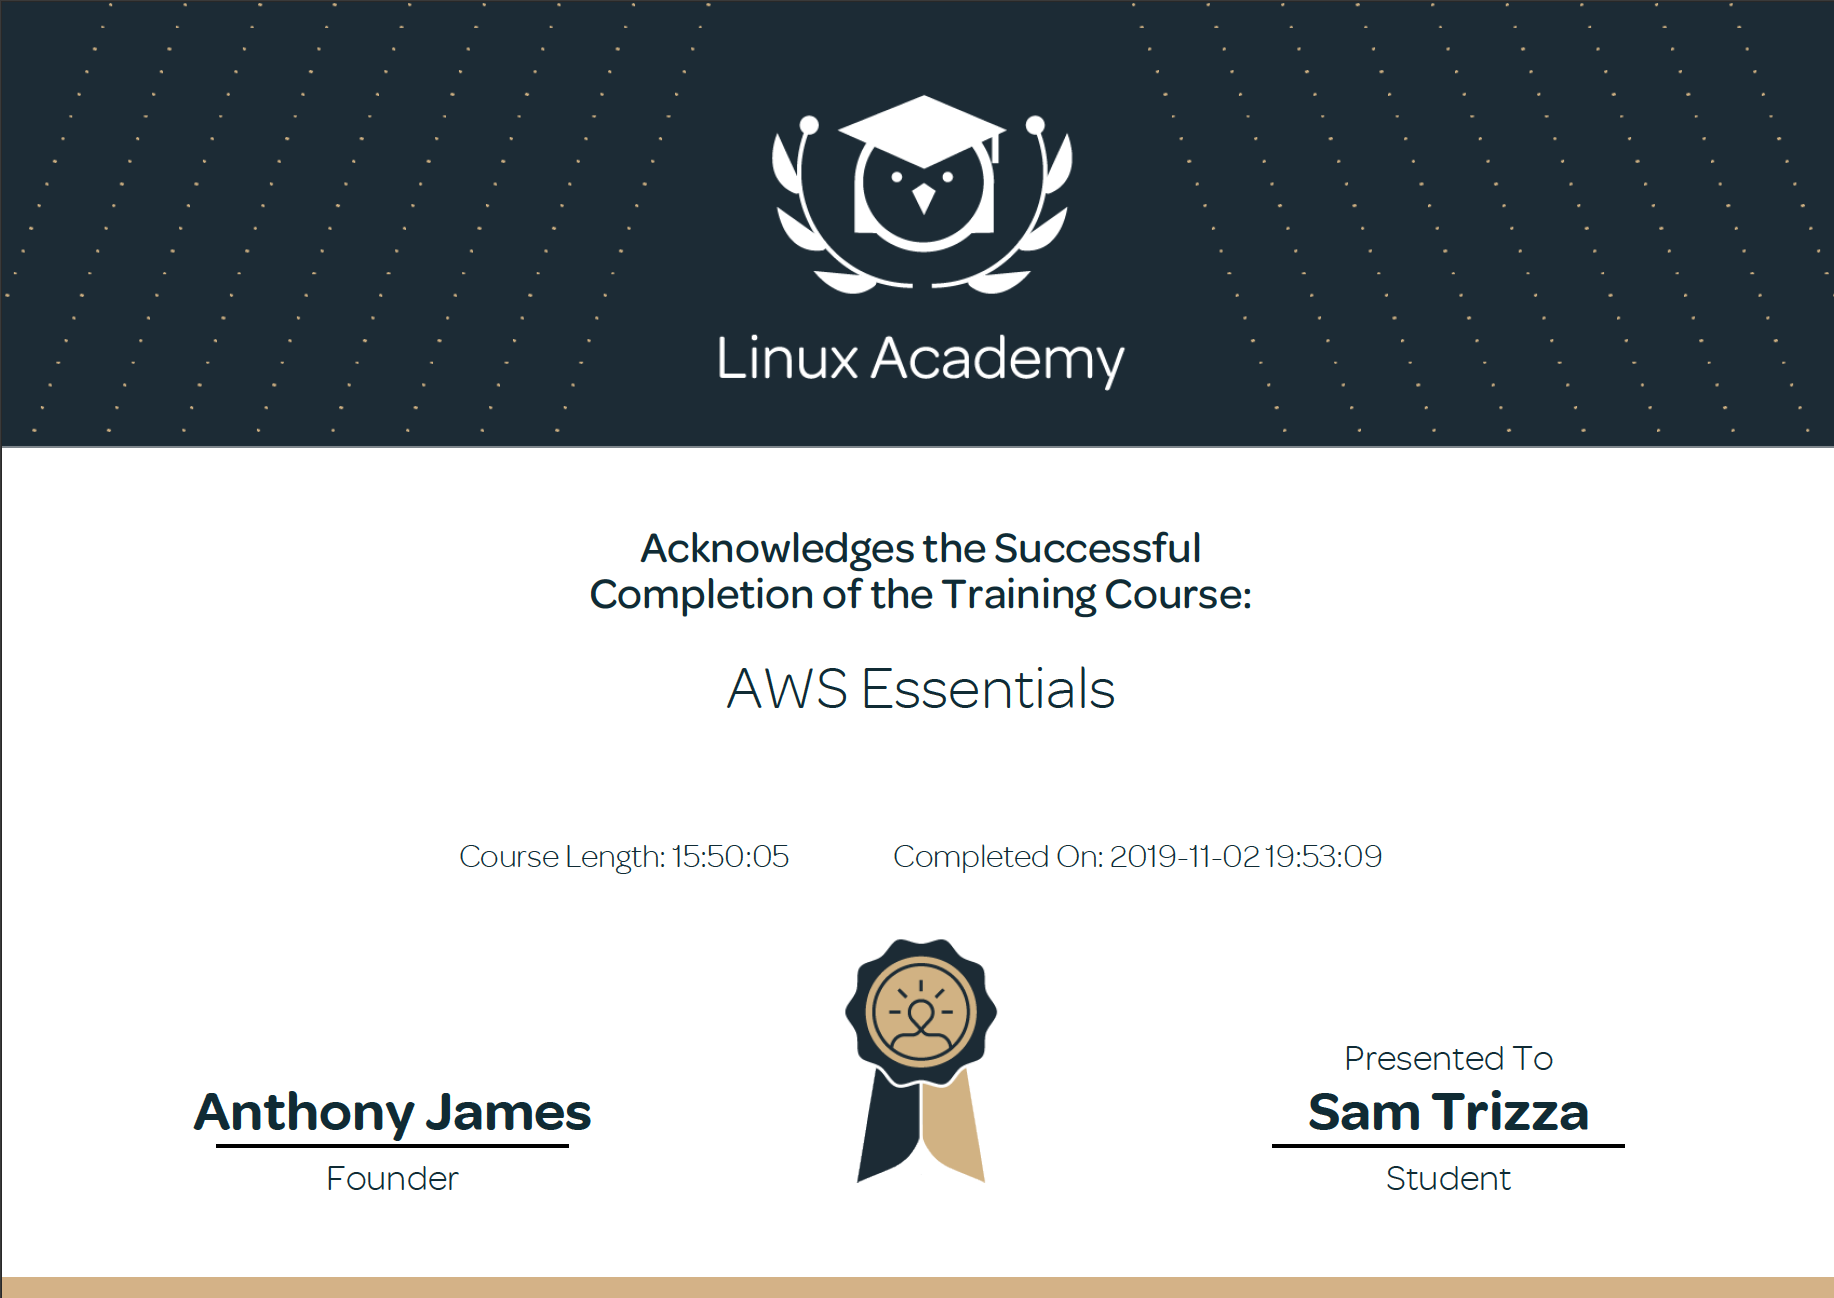 Linux Academy
Acknowledges the Successful
Completion of the Training Course:
AWS Essentials
Course Length: 15:50:05
Completed On: 2019-11-02 19:53:09
Anthony James
Founder
Presented To
Sam Trizza
Student